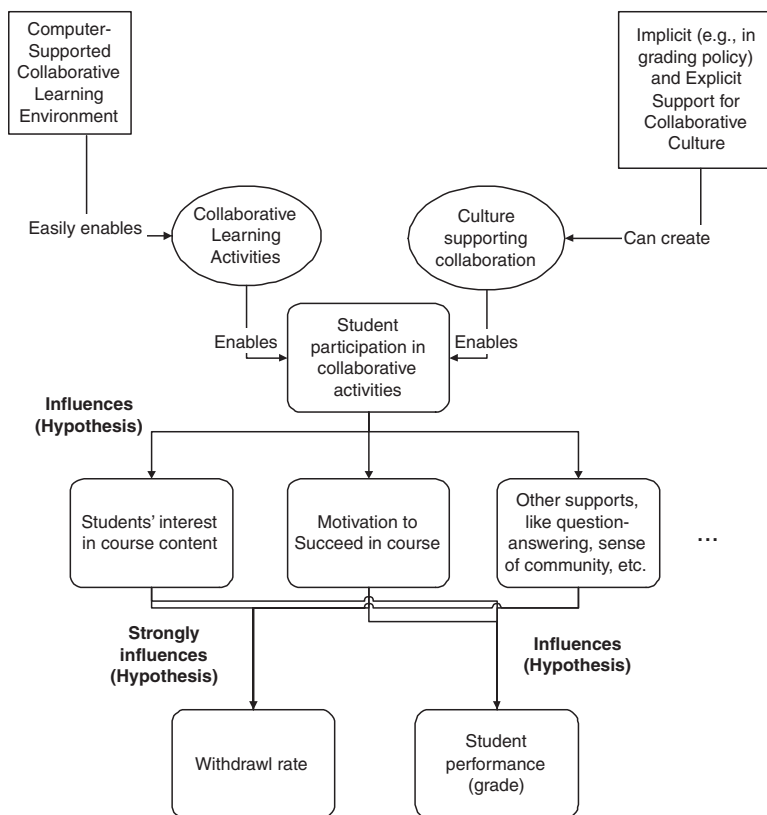 Computer-
Supported
Collaborative
Learning
Environment
Implicit (e.g., in
grading policy)
and Explicit
Support for
Collaborative
Culture
Easily enables
Collaborative
Learning
Activities
Culture
supporting
collaboration
Can create
Enables
Student
participation in
collaborative
activities
Enables
Influences
(Hypothesis)
Students' interest
in course content
Motivation to
Succeed in course
Other supports,
like question-
answering, sense
of community, etc.
...
Strongly
influences
(Hypothesis)
Influences
(Hypothesis)
Withdrawl rate
Student
performance
(grade)